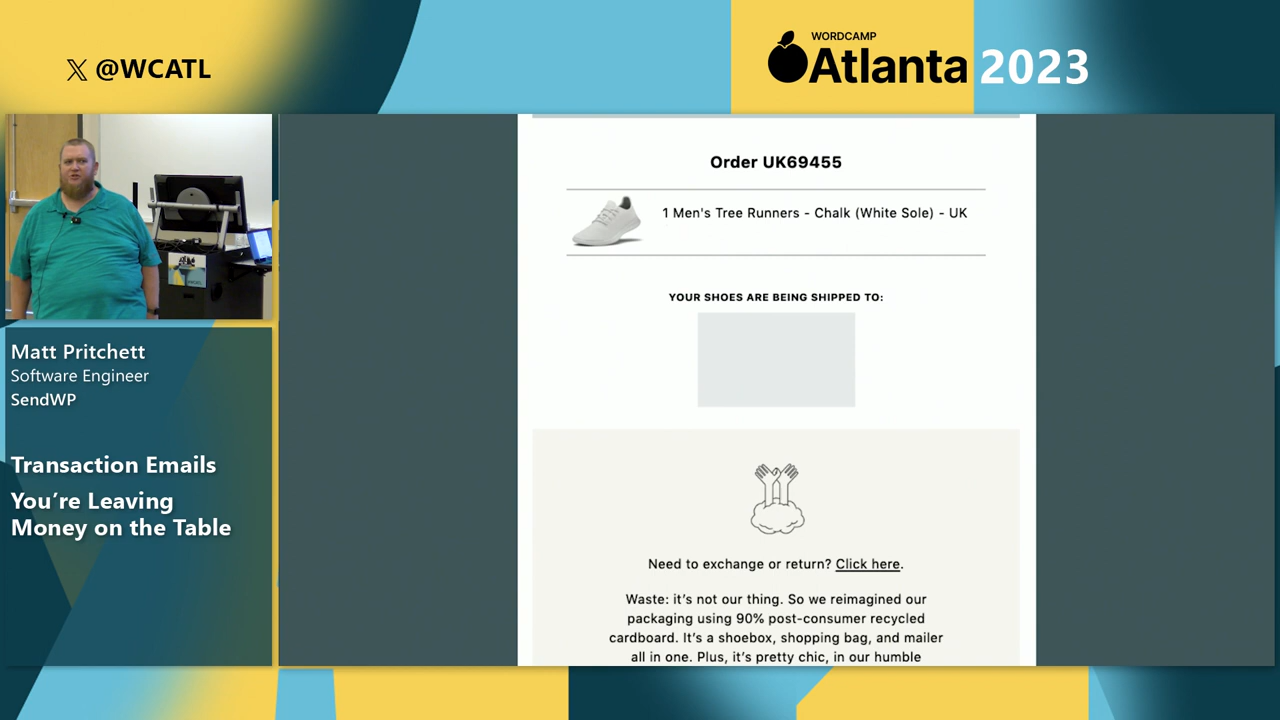 𝕏 @WCATL
WORDCAMP
Atlanta 2023
Matt Pritchett
Software Engineer
SendWP
Transaction Emails
You’re Leaving
Money on the Table
Order UK69455
1 Men's Tree Runners - Chalk (White Sole) - UK
YOUR SHOES ARE BEING SHIPPED TO:
Need to exchange or return? Click here.
Waste: it’s not our thing. So we reimagined our
packaging using 90% post-consumer recycled
cardboard. It’s a shoebox, shopping bag, and mailer
all in one. Plus, it’s pretty chic, in our humble